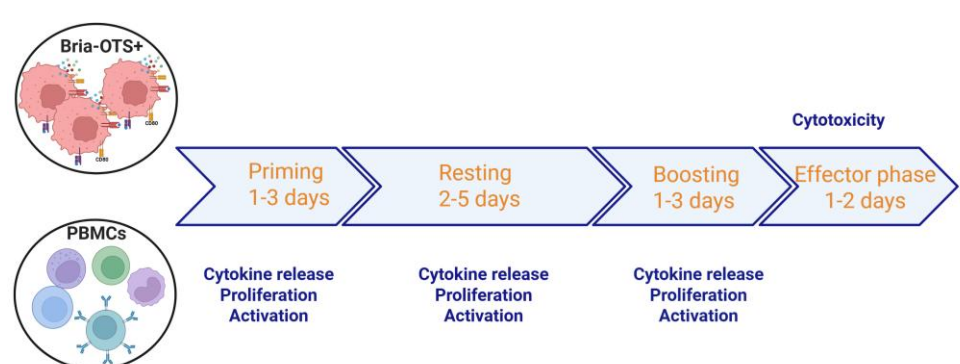 Bria-OTS+
CD80
CD80
PBMCs
Cytotoxicity
Priming
1-3 days
Resting
2-5 days
Boosting
1-3 days
Effector phase
1-2 days
Cytokine release
Proliferation
Activation
Cytokine release
Proliferation
Activation
Cytokine release
Proliferation
Activation